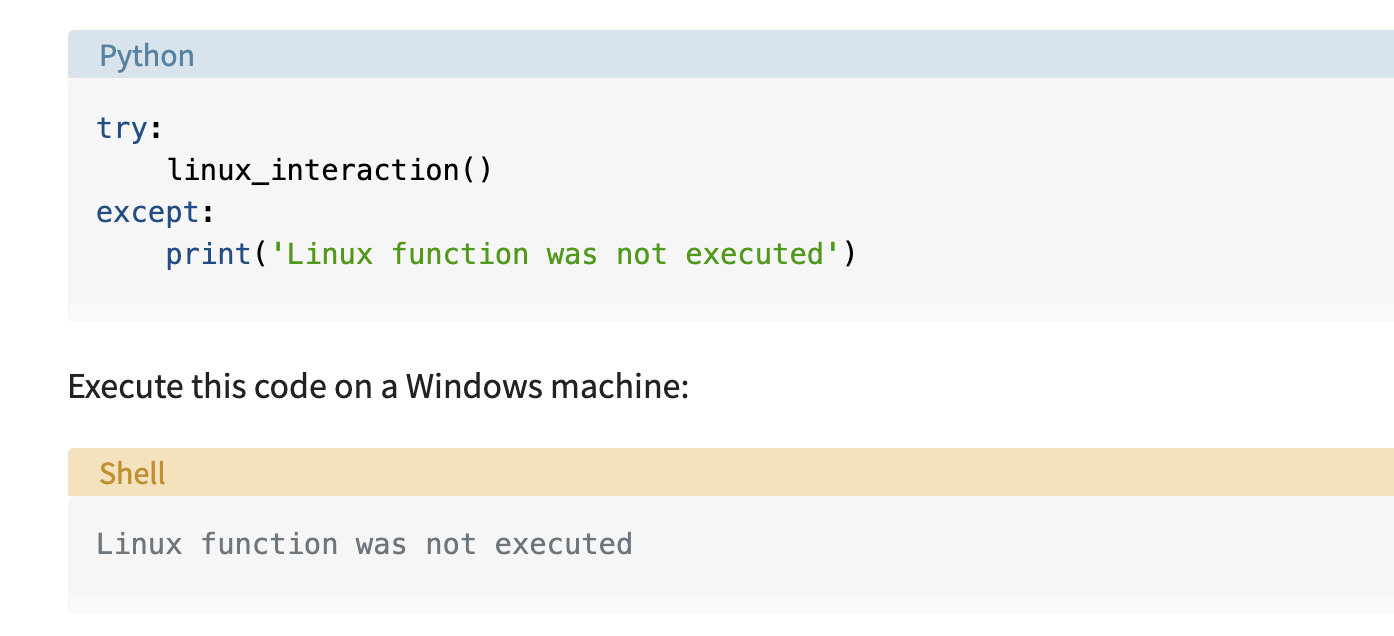 Python
try:
    linux_interaction()
except:
    print('Linux function was not executed')
Execute this code on a Windows machine:
Shell
Linux function was not executed